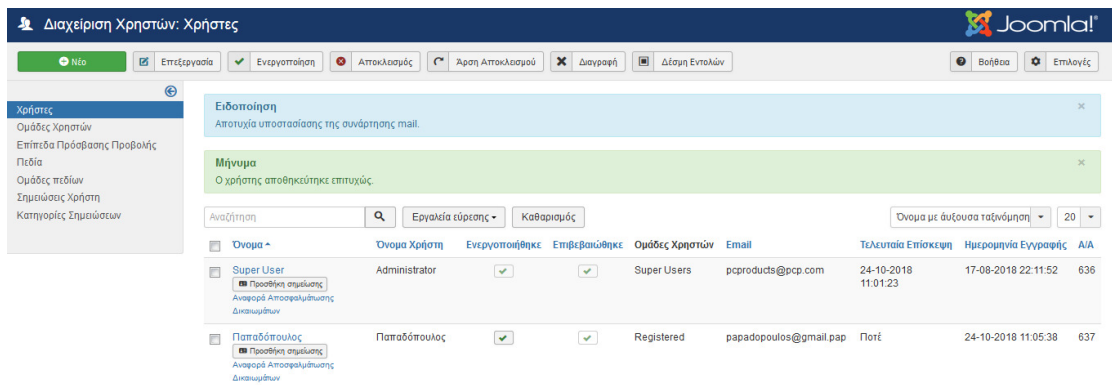 Διαχείριση Χρηστών: Χρήστες
Joomla!®
Νέο Επεξεργασία Ενεργοποίηση Αποκλεισμός Άρση Αποκλεισμού Διαγραφή Δέσμη Εντολών Βοήθεια Επιλογές
Χρήστες
Ομάδες Χρηστών
Επίπεδα Πρόσβασης Προβολής
Πεδία
Ομάδες πεδίων
Σημειώσεις Χρήστη
Κατηγορίες Σημειώσεων
Ειδοποίηση
Αποτυχία υποστασίασης της συνάρτησης mail.
Μήνυμα
Ο χρήστης αποθηκεύτηκε επιτυχώς.
Αναζήτηση Εργαλεία εύρεσης Καθαρισμός Όνομα με άυξουσα ταξινόμηση 20
Όνομα Όνομα Χρήστη Ενεργοποιήθηκε Επιβεβαιώθηκε Ομάδες Χρηστών Email Τελευταία Επίσκεψη Ημερομηνία Εγγραφής Α/Α
Super User Administrator Super Users pcproducts@pcp.com 24-10-2018 17-08-2018 22:11:52 636
11:01:23
Προσθήκη σημείωσης
Αναφορά Αποσφαλμάτωσης
Δικαιωμάτων
Παπαδόπουλος Παπαδόπουλος Registered papadopoulos@gmail.pap Ποτέ 24-10-2018 11:05:38 637
Προσθήκη σημείωσης
Αναφορά Αποσφαλμάτωσης
Δικαιωμάτων